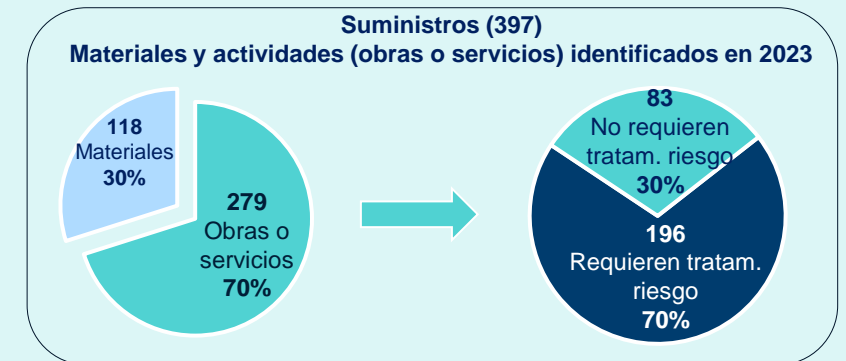 Suministros (397)
Materiales y actividades (obras o servicios) identificados en 2023
118
Materiales
30%
279
Obras o
servicios
70%
83
No requieren
tratam. riesgo
30%
196
Requieren tratam.
riesgo
70%